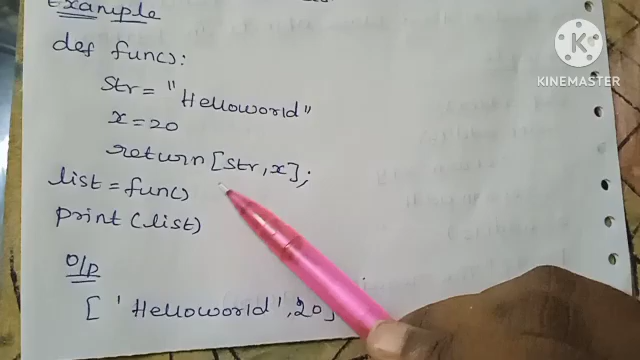 Example
def func():
str = "Helloworld"
x=20
return [str,x];
list = func()
print (list)
O/P
[ 'Helloworld', 20]
KINEMASTER